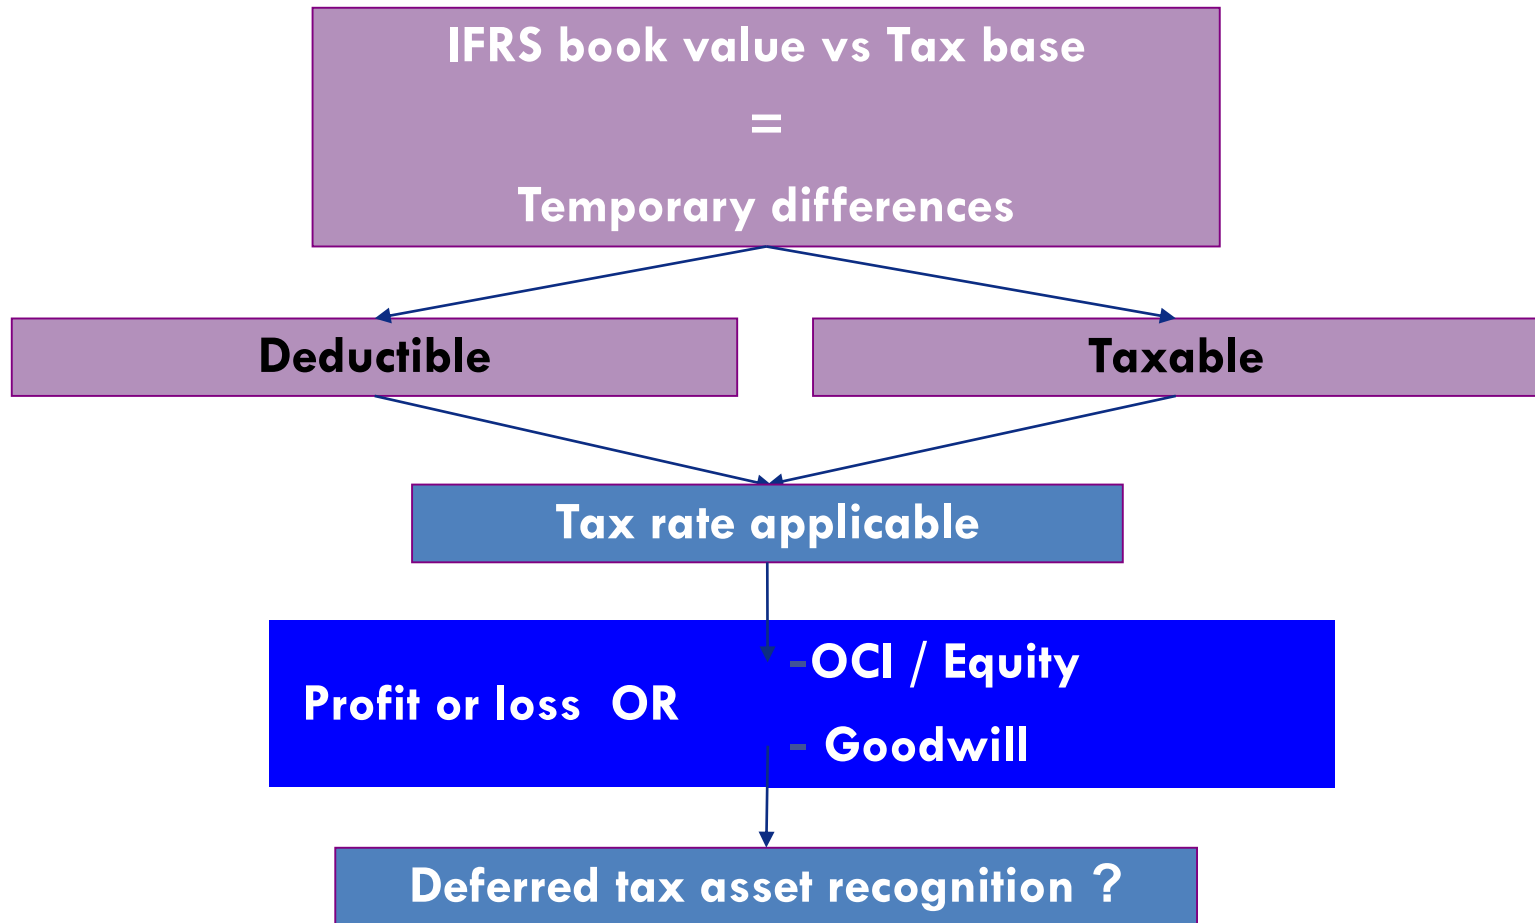 IFRS book value vs Tax base
=
Temporary differences
Deductible
Taxable
Tax rate applicable
Profit or loss OR
-OCI / Equity
- Goodwill
Deferred tax asset recognition ?